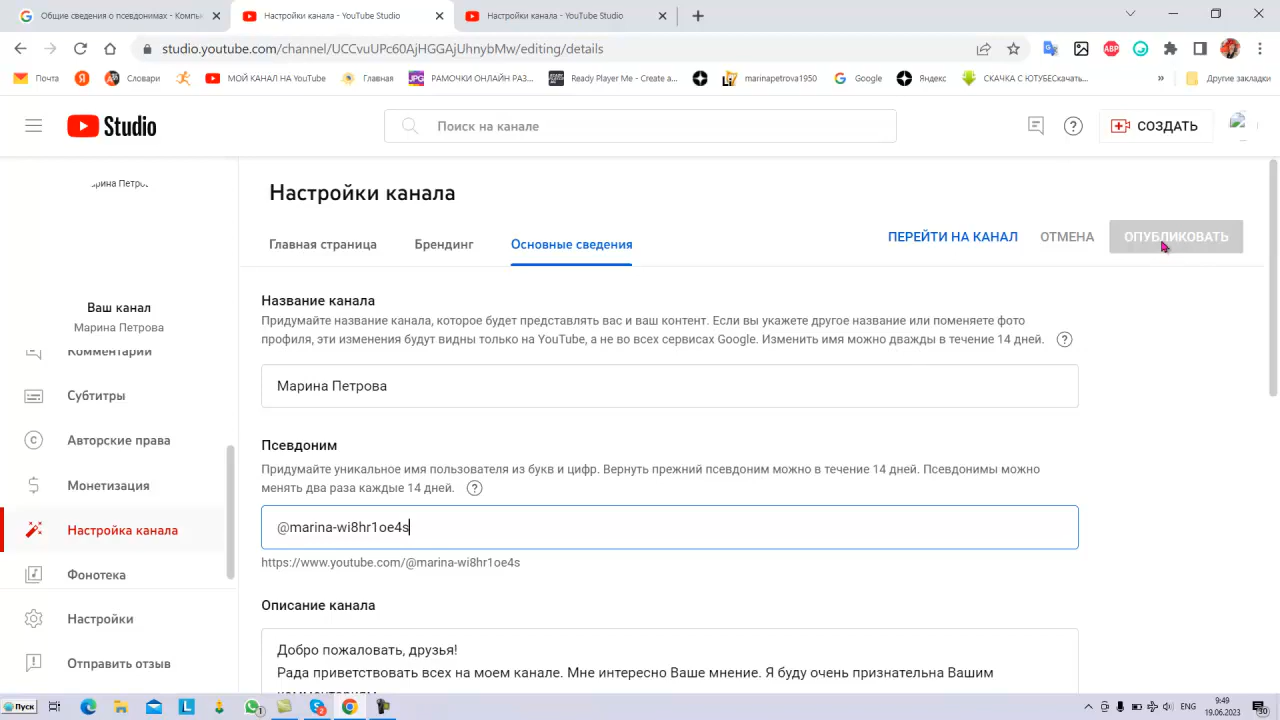 Общие сведения о пономен - Компь
Настройки канала - YouTube Studio
Настройки канала - YouTube Studio
studio.youtube.com/channel/UCCvuUPc60AjHGGAjUhnybMw/editing/details
Почта
Словари
МОЙ КАНАЛ НА YouTube
Главная
РАМОЧКИ ОНЛАЙН РАЗ...
Ready Player Me - Create a...
marinapetrova1950
Google
Яндекс
СКАЧКА С ЮТУБЕСкачать...
»
Другие закладки
Studio
Поиск на канале
СОЗДАТЬ
Настройки канала
Главная страница
Брендинг
Основные сведения
ПЕРЕЙТИ НА КАНАЛ
ОТМЕНА
ОПУБЛИКОВАТЬ
Ваш канал
Марина Петрова
Комментарии
Субтитры
Авторские права
Монетизация
Настройка канала
Фонотека
Настройки
Отправить отзыв
Название канала
Придумайте название канала, которое будет представлять вас и ваш контент. Если вы укажете другое название или поменяете фото
профиля, эти изменения будут видны только на YouTube, а не во всех сервисах Google. Изменить имя можно дважды в течение 14 дней.
Марина Петрова
Псевдоним
Придумайте уникальное имя пользователя из букв и цифр. Вернуть прежний псевдоним можно в течение 14 дней. Псевдонимы можно
менять два раза каждые 14 дней.
@marina-wi8hr1oe4s
https://www.youtube.com/@marina-wi8hr1oe4s
Описание канала
Добро пожаловать, друзья!
Рада приветствовать всех на моем канале. Мне интересно Ваше мнение. Я буду очень признательна Вашим
Пуск
ENG
9:49
19.06.2023
30